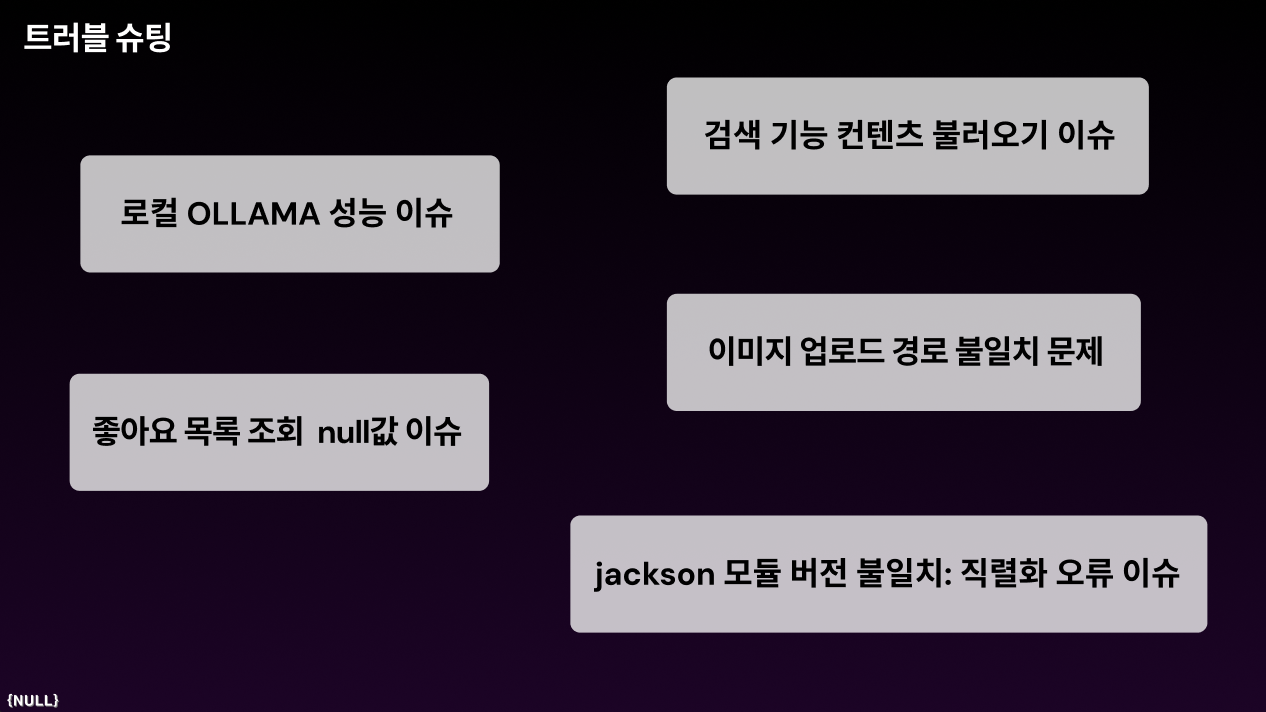 트러블 슈팅
검색 기능 컨텐츠 불러오기 이슈
로컬 OLLAMA 성능 이슈
이미지 업로드 경로 불일치 문제
좋아요 목록 조회 null값 이슈
jackson 모듈 버전 불일치: 직렬화 오류 이슈
{NULL}